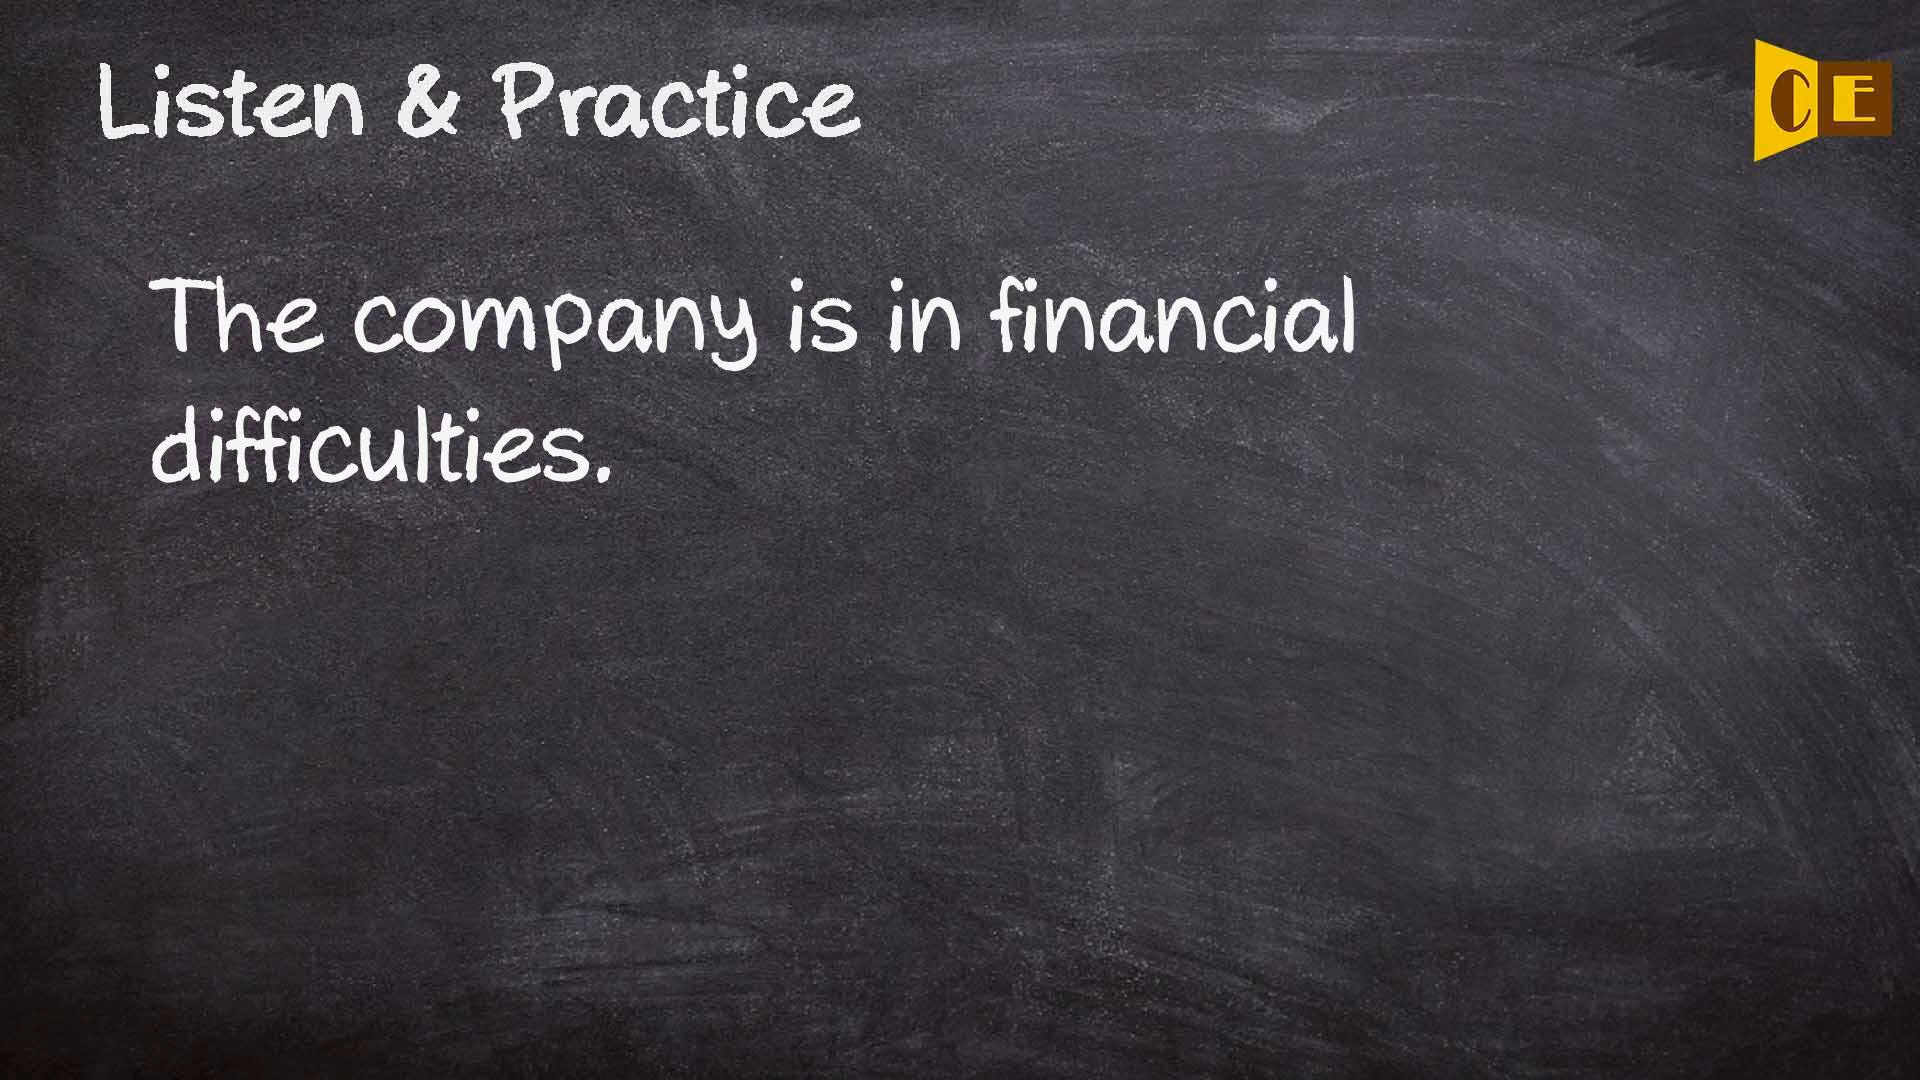 Listen & Practice
CE
The company is in financial
difficulties.